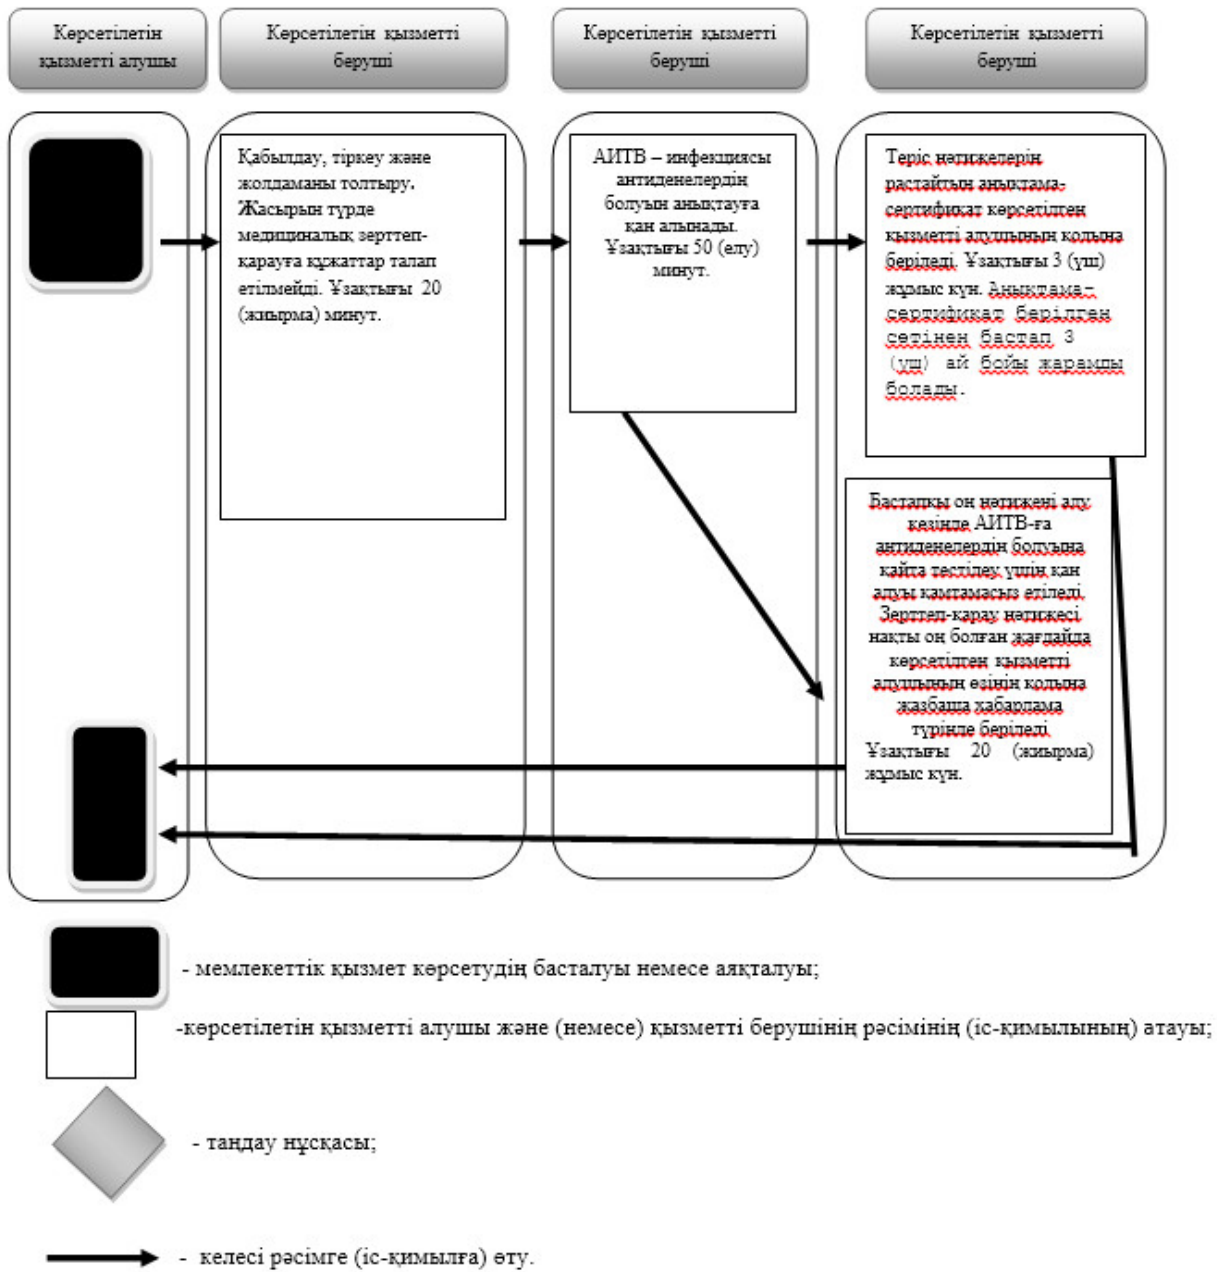 Көрсетілетін
қызметті алушы
Көрсетілетін қызметті
беруші
Көрсетілетін қызметті
беруші
Көрсетілетін қызметті
беруші
Қабылдау, тіркеу және
жолдаманы толтыру.
Жасырын түрде
медициналық зерттеп-
қарауға құжаттар талап
етілмейді. Ұзақтығы 20
(жиырма) минут.
АИТВ – инфекциясы
антиденелердің
болуын анықтауға
қан алынады.
Ұзақтығы 50 (елу)
минут.
Теріс нәтижелерін
растайтын анықтама-
сертификат көрсетілген
қызметті алушының қолына
беріледі. Ұзақтығы 3 (үш)
жұмыс күн. Анықтама-
сертификат берілген
сәтінен бастап 3
(үш) ай бойы жарамды
болады.
Бастапқы оң нәтижені алу
кезінде АИТВ-ға
антиденелердің болуына
қайта тестілеу үшін қан
алуы қамтамасыз етіледі
Зерттеп-қарау нәтижесі
нақты оң болған жағдайда
көрсетілген қызметті
алушының өзінің қолына
жазбаша хабарлама
түрінде беріледі
Ұзақтығы 20 (жиырма)
жұмыс күн.
- мемлекеттік қызмет көрсетудің басталуы немесе аяқталуы;
-көрсетілетін қызметті алушы және (немесе) қызметті берушінің рәсімінің (іс-қимылының) атауы;
- таңдау нұсқасы;
- келесі рәсімге (іс-қимылға) өту.